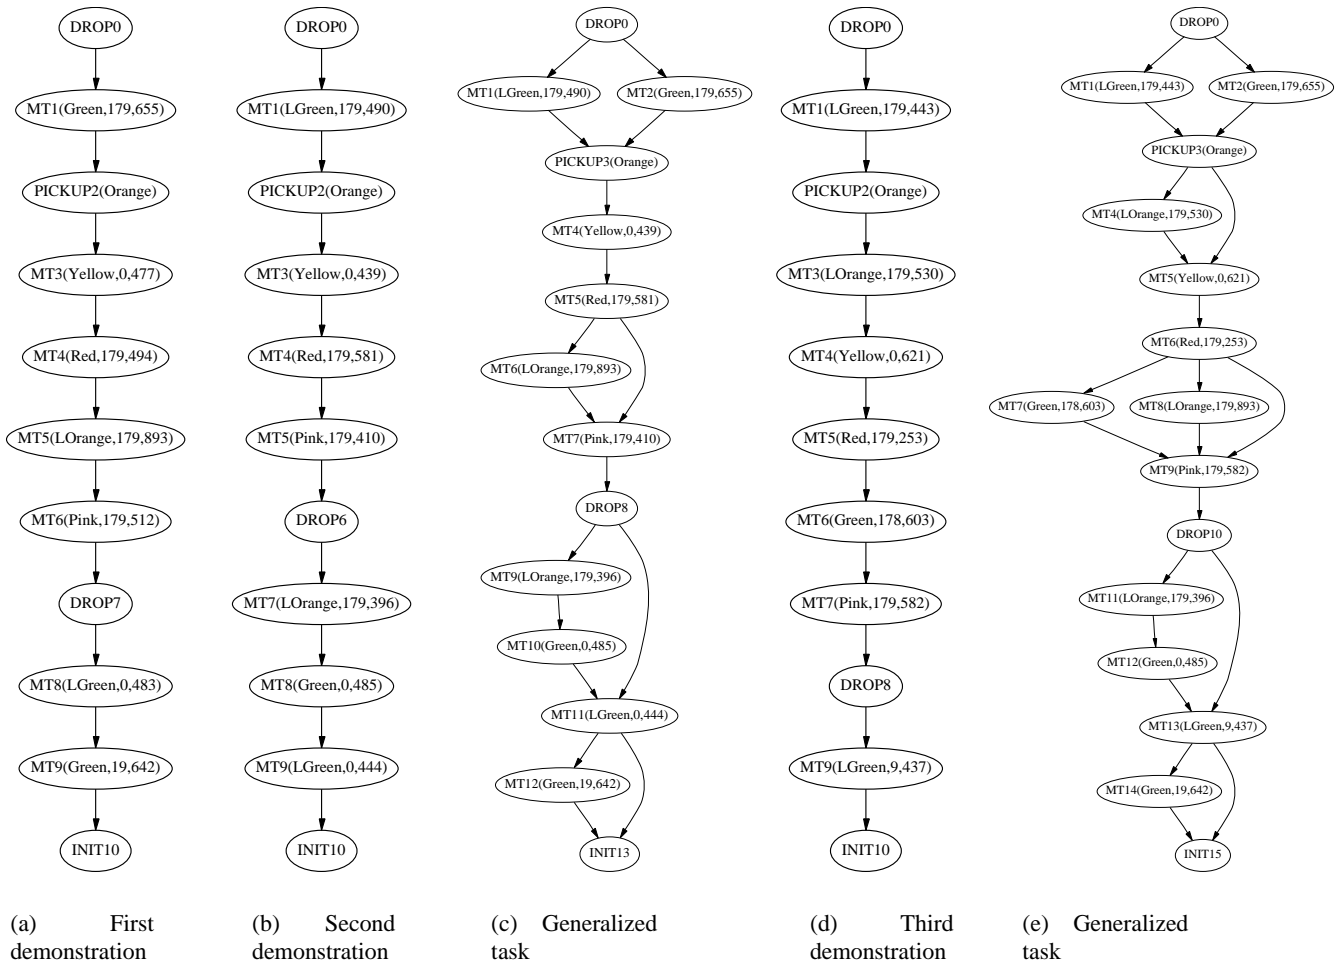 DROP0
MT1(Green,179,655)
PICKUP2(Orange)
MT3(Yellow,0,477)
MT4(Red,179,494)
MT5(LOrange,179,893)
MT6(Pink,179,512)
DROP7
MT8(LGreen,0,483)
MT9(Green,19,642)
INIT10
(a) First
demonstration
DROP0
MT1(LGreen,179,490)
PICKUP2(Orange)
MT3(Yellow,0,439)
MT4(Red,179,581)
MT5(Pink,179,410)
DROP6
MT7(LOrange,179,396)
MT8(Green,0,485)
MT9(LGreen,0,444)
INIT10
(b) Second
demonstration
DROP0
MT1(LGreen,179,490)
MT2(Green,179,655)
PICKUP3(Orange)
MT4(Yellow,0,439)
MT5(Red,179,581)
MT6(LOrange,179,893)
MT7(Pink,179,410)
DROP8
MT9(LOrange,179,396)
MT10(Green,0,485)
MT11(LGreen,0,444)
MT12(Green,19,642)
INIT13
(c) Generalized
task
DROP0
MT1(LGreen,179,443)
PICKUP2(Orange)
MT3(LOrange,179,530)
MT4(Yellow,0,621)
MT5(Red,179,253)
MT6(Green,178,603)
MT7(Pink,179,582)
DROP8
MT9(LGreen,9,437)
INIT10
(d) Third
demonstration
DROP0
MT1(LGreen,179,443)
MT2(Green,179,655)
PICKUP3(Orange)
MT4(LOrange,179,530)
MT5(Yellow,0,621)
MT6(Red,179,253)
MT7(Green,178,603)
MT8(LOrange,179,893)
MT9(Pink,179,582)
DROP10
MT11(LOrange,179,396)
MT12(Green,0,485)
MT13(LGreen,9,437)
MT14(Green,19,642)
INIT15
(e) Generalized
task